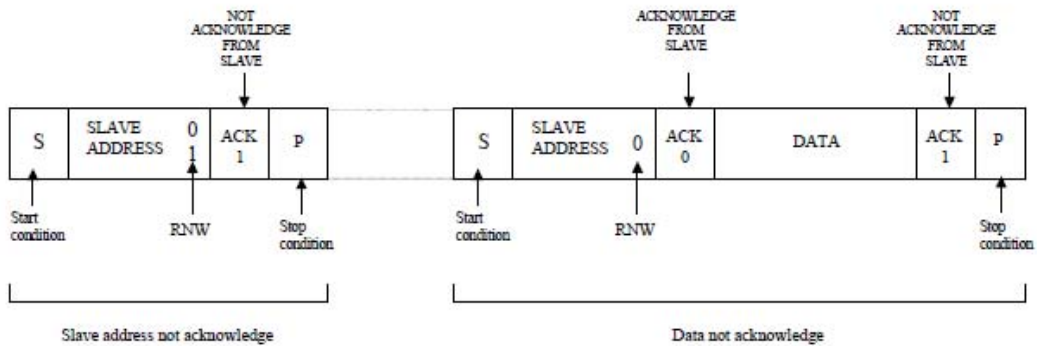 NOT
ACKNOWLEDGE
FROM
SLAVE
ACKNOWLEDGE
FROM
SLAVE
NOT
ACKNOWLEDGE
FROM
SLAVE
S
SLAVE
ADDRESS
0
1
ACK
1
P
S
SLAVE
ADDRESS
0
ACK
0
DATA
ACK
1
P
Start
condition
RNW
Stop
condition
Start
condition
RNW
Stop
condition
Slave address not acknowledge
Data not acknowledge